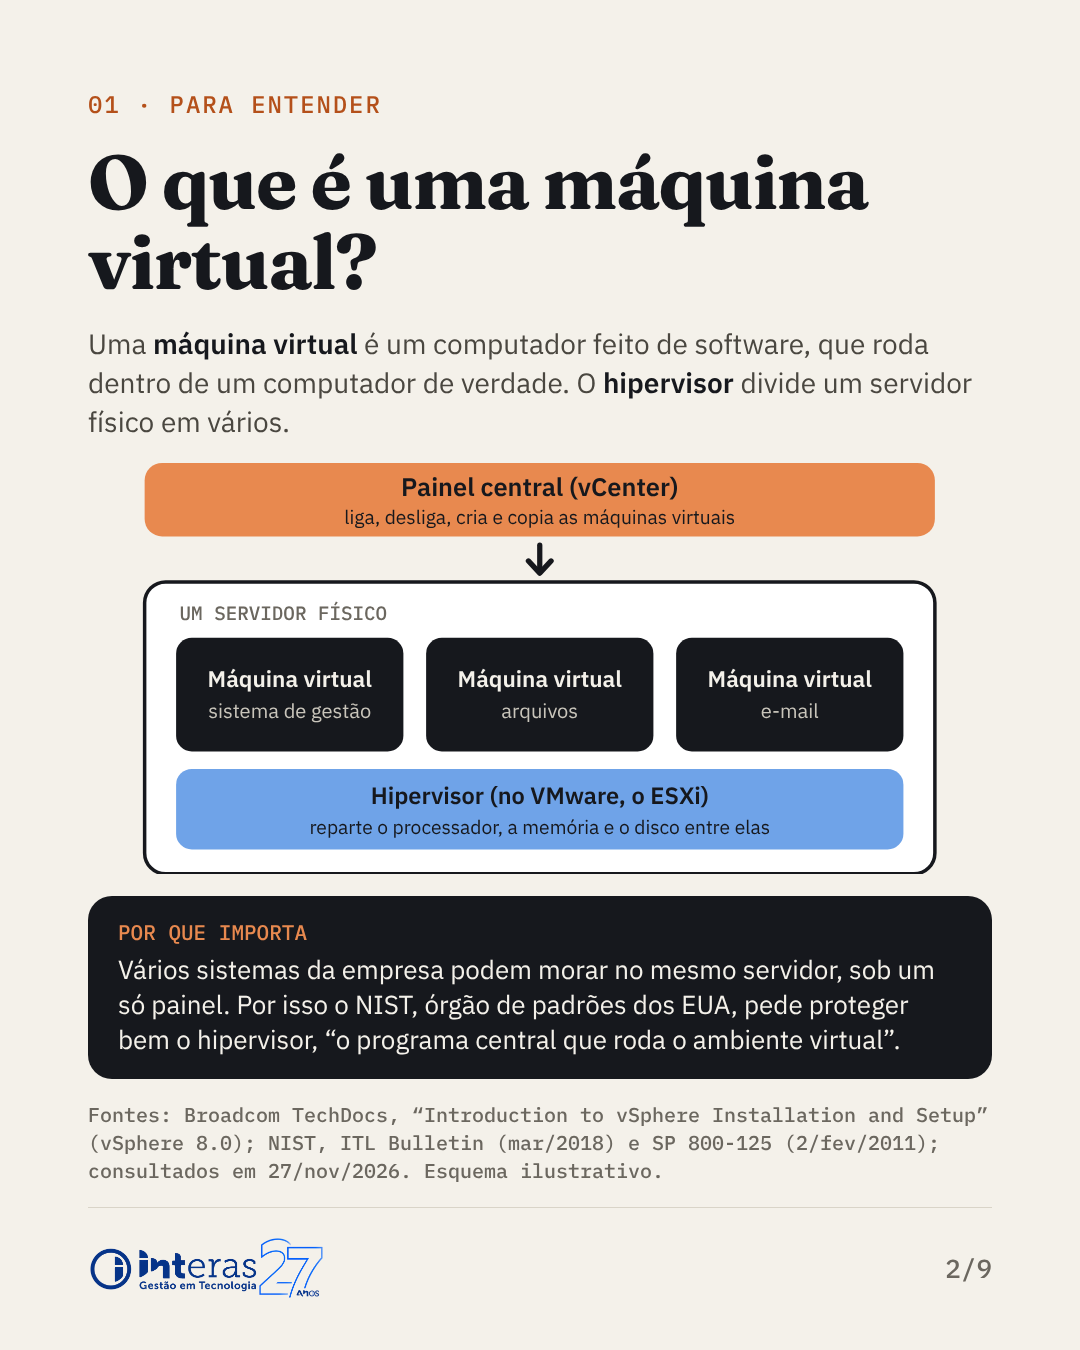 01 · PARA ENTENDER
O que é uma máquina
virtual?
Uma máquina virtual é um computador feito de software, que roda
dentro de um computador de verdade. O hipervisor divide um servidor
físico em vários.
Painel central (vCenter)
liga, desliga, cria e copia as máquinas virtuais
UM SERVIDOR FÍSICO
Máquina virtual
sistema de gestão
Máquina virtual
arquivos
Máquina virtual
e-mail
Hipervisor (no VMware, o ESXi)
reparte o processador, a memória e o disco entre elas
POR QUE IMPORTA
Vários sistemas da empresa podem morar no mesmo servidor, sob um
só painel. Por isso o NIST, órgão de padrões dos EUA, pede proteger
bem o hipervisor, “o programa central que roda o ambiente virtual”.
Fontes: Broadcom TechDocs, “Introduction to vSphere Installation and Setup”
(vSphere 8.0); NIST, ITL Bulletin (mar/2018) e SP 800-125 (2/fev/2011);
consultados em 27/nov/2026. Esquema ilustrativo.
interas 27
Gestão em Tecnologia
ANOS
2/9